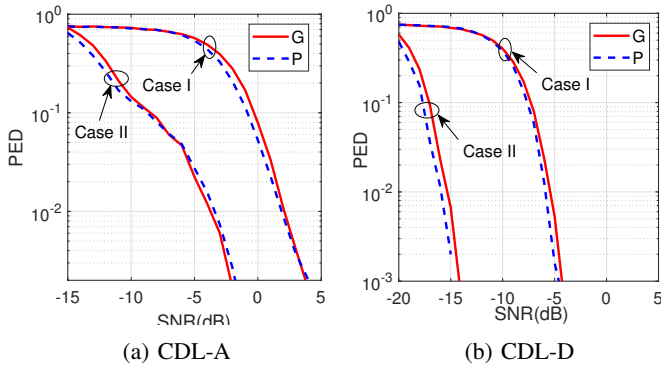 10^0
10^-1
10^-2
PED
-15 -10 -5 0 5
SNR(dB)
G
P
Case I
Case II
(a) CDL-A
10^0
10^-1
10^-2
10^-3
PED
-20 -15 -10 -5 0 5
SNR(dB)
G
P
Case I
Case II
(b) CDL-D